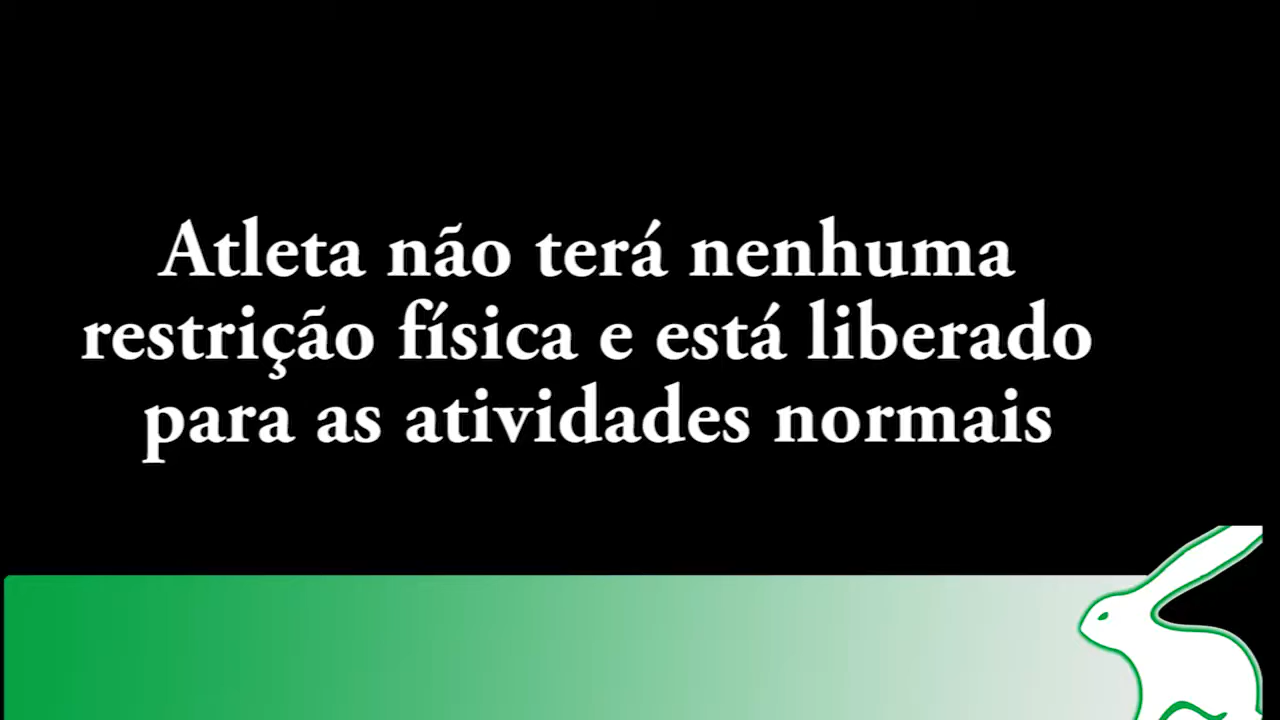 Atleta não terá nenhuma
restrição física e está liberado
para as atividades normais